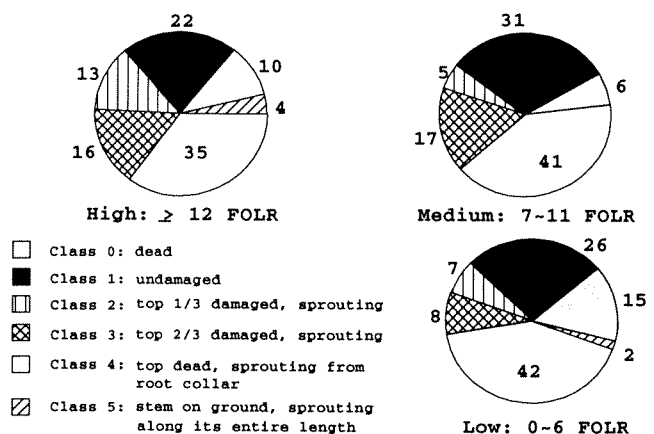 22
10
13
4
16
35
High: ≥ 12 FOLR
31
5
6
17
41
Medium: 7~11 FOLR
Class 0: dead
Class 1: undamaged
Class 2: top 1/3 damaged, sprouting
Class 3: top 2/3 damaged, sprouting
Class 4: top dead, sprouting from
root collar
Class 5: stem on ground, sprouting
along its entire length
26
7
15
8
2
42
Low: 0~6 FOLR